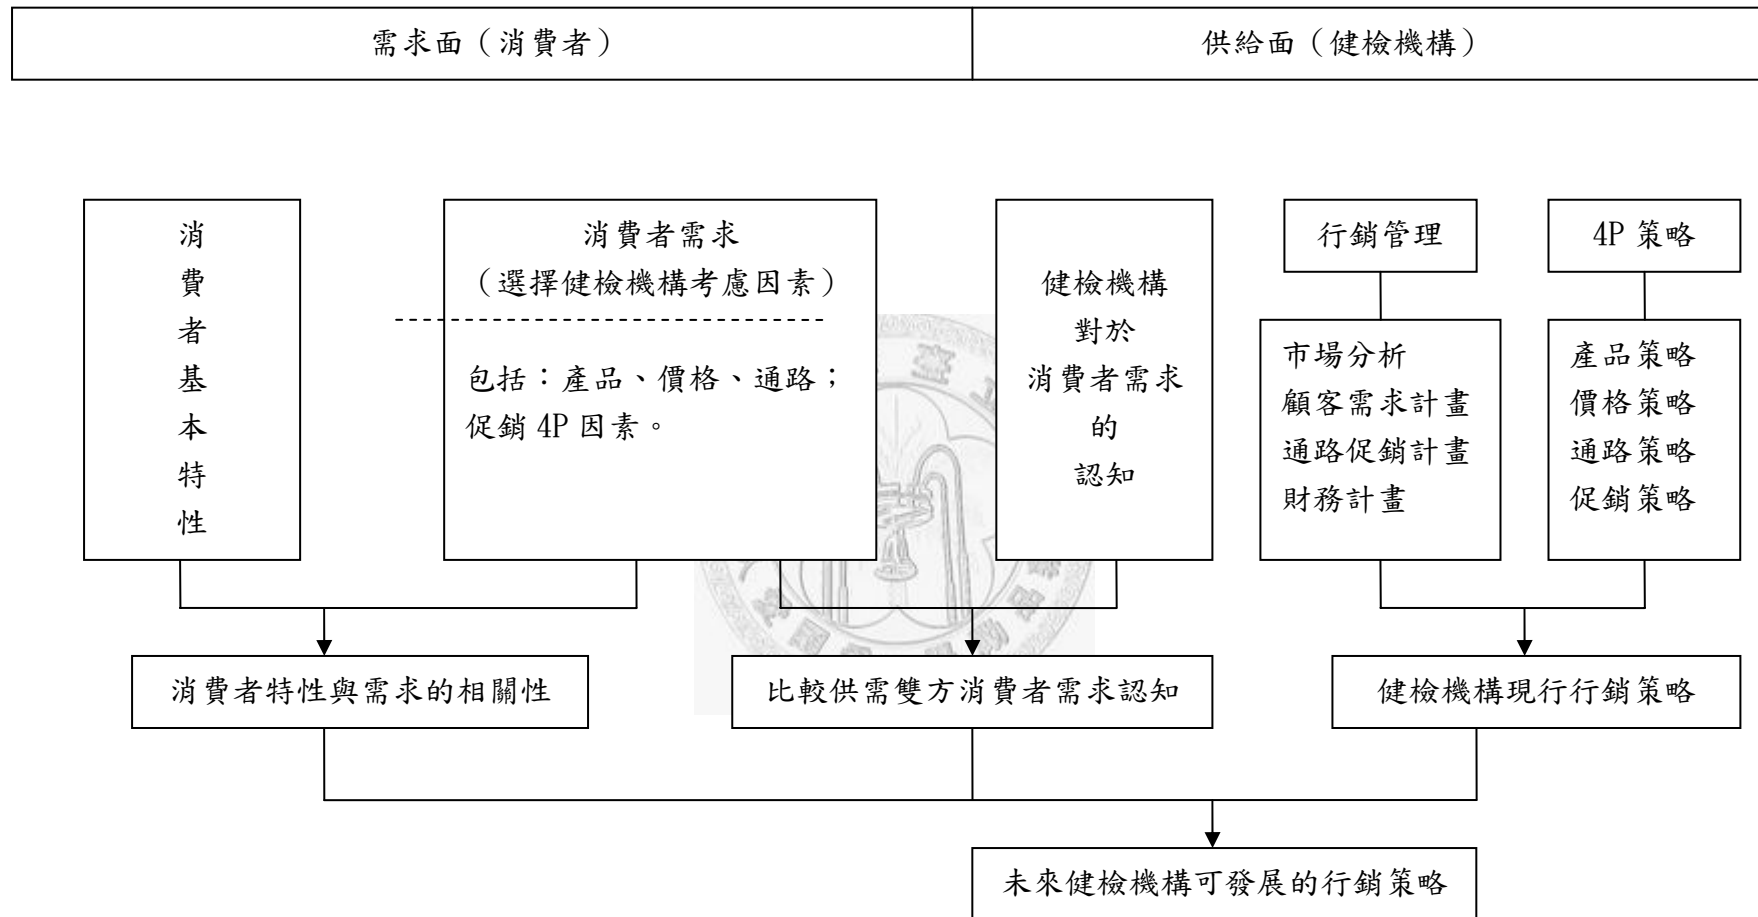 需求面（消費者）
供給面（健檢機構）
消
費
者
基
本
特
性
消費者需求
（選擇健檢機構考慮因素）
包括：產品、價格、通路；
促銷 4P 因素。
健檢機構
對於
消費者需求
的
認知
行銷管理
市場分析
顧客需求計畫
通路促銷計畫
財務計畫
4P 策略
產品策略
價格策略
通路策略
促銷策略
消費者特性與需求的相關性
比較供需雙方消費者需求認知
健檢機構現行行銷策略
未來健檢機構可發展的行銷策略